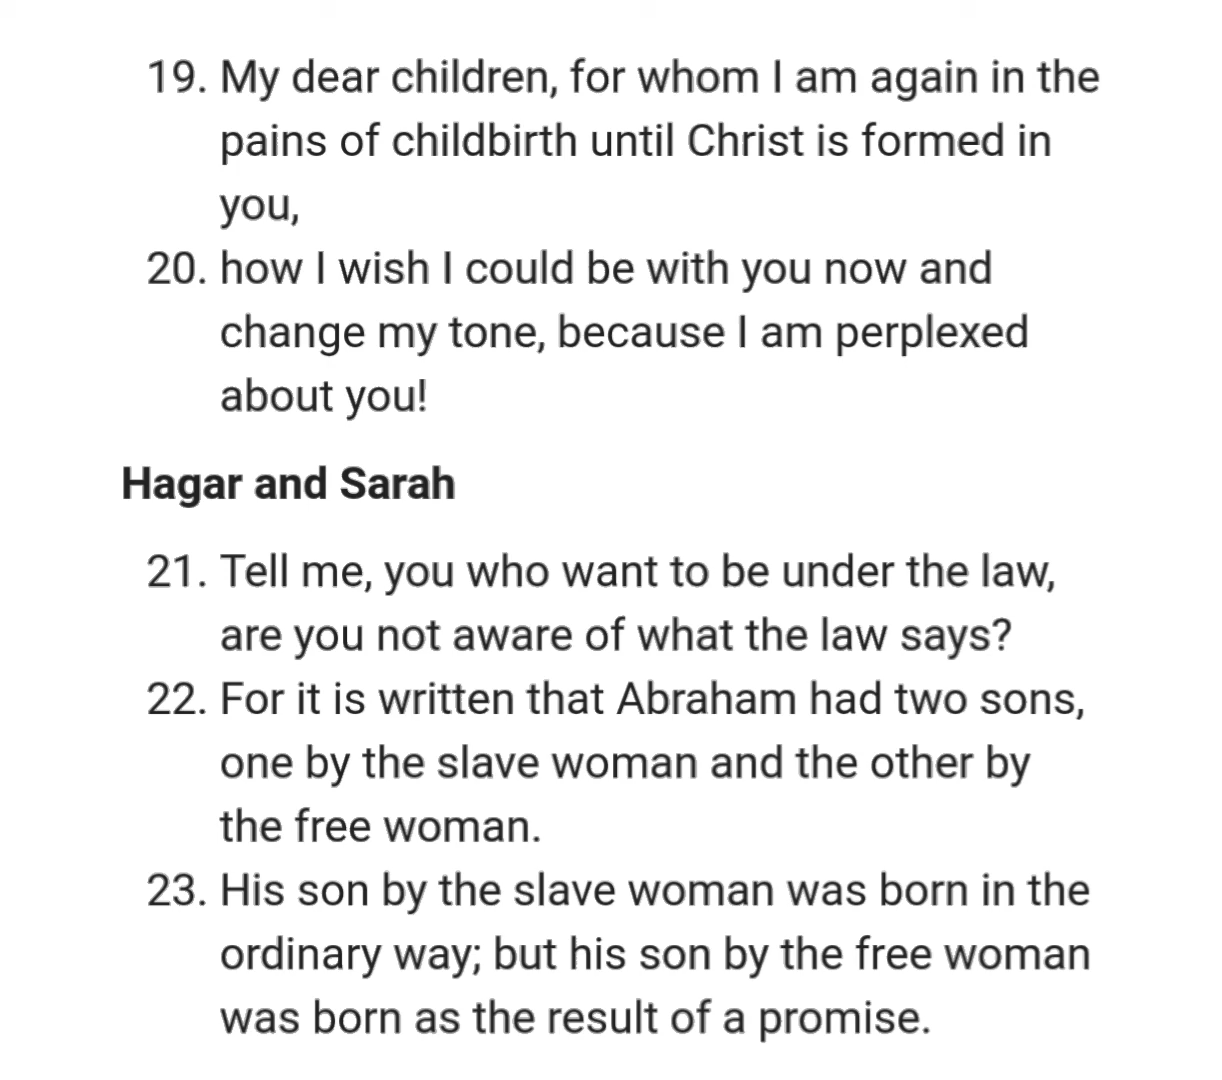 19. My dear children, for whom I am again in the
pains of childbirth until Christ is formed in
you,
20. how I wish I could be with you now and
change my tone, because I am perplexed
about you!
Hagar and Sarah
21. Tell me, you who want to be under the law,
are you not aware of what the law says?
22. For it is written that Abraham had two sons,
one by the slave woman and the other by
the free woman.
23. His son by the slave woman was born in the
ordinary way; but his son by the free woman
was born as the result of a promise.